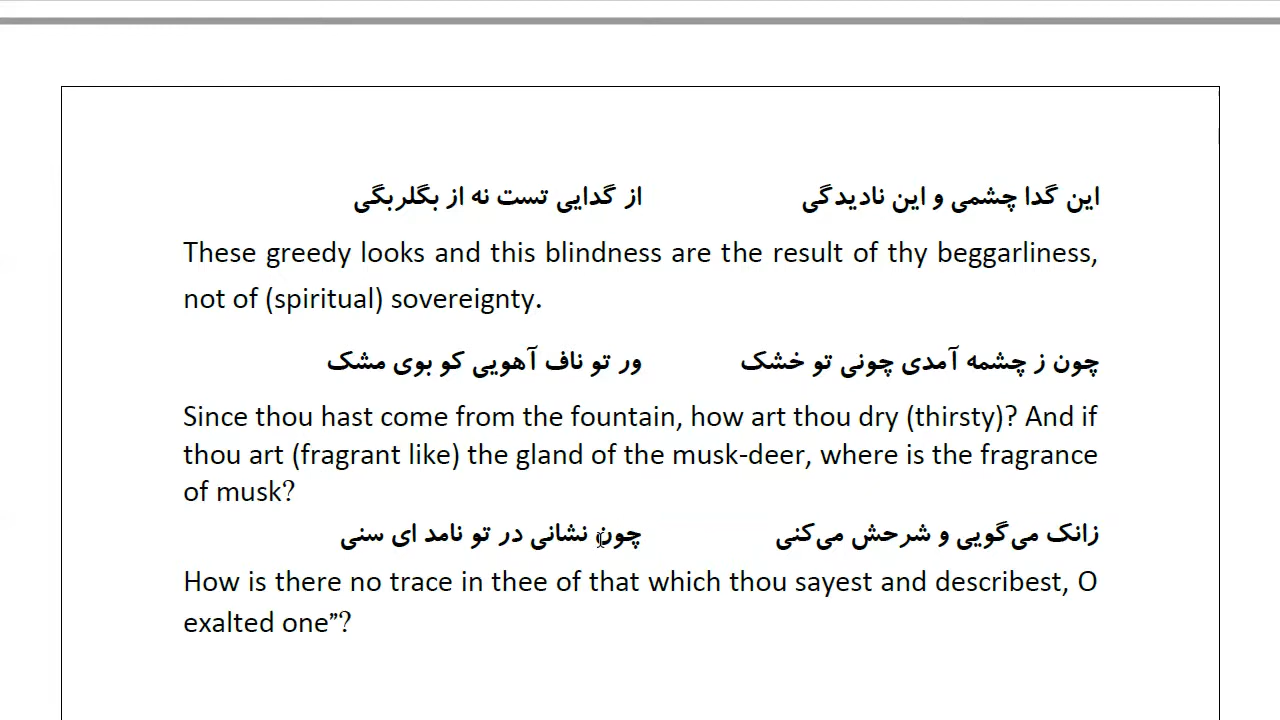 این گدا چشمی و این نادیدگی از گدایی تست نه از بگلربگی
These greedy looks and this blindness are the result of thy beggarliness,
not of (spiritual) sovereignty.
چون ز چشمه آمدی چونی تو خشک ور تو ناف آهویی کو بوی مشک
Since thou hast come from the fountain, how art thou dry (thirsty)? And if
thou art (fragrant like) the gland of the musk-deer, where is the fragrance
of musk?
زانک می‌گویی و شرحش می‌کنی چون نشانی در تو نامد ای سنی
How is there no trace in thee of that which thou sayest and describest, O
exalted one”?